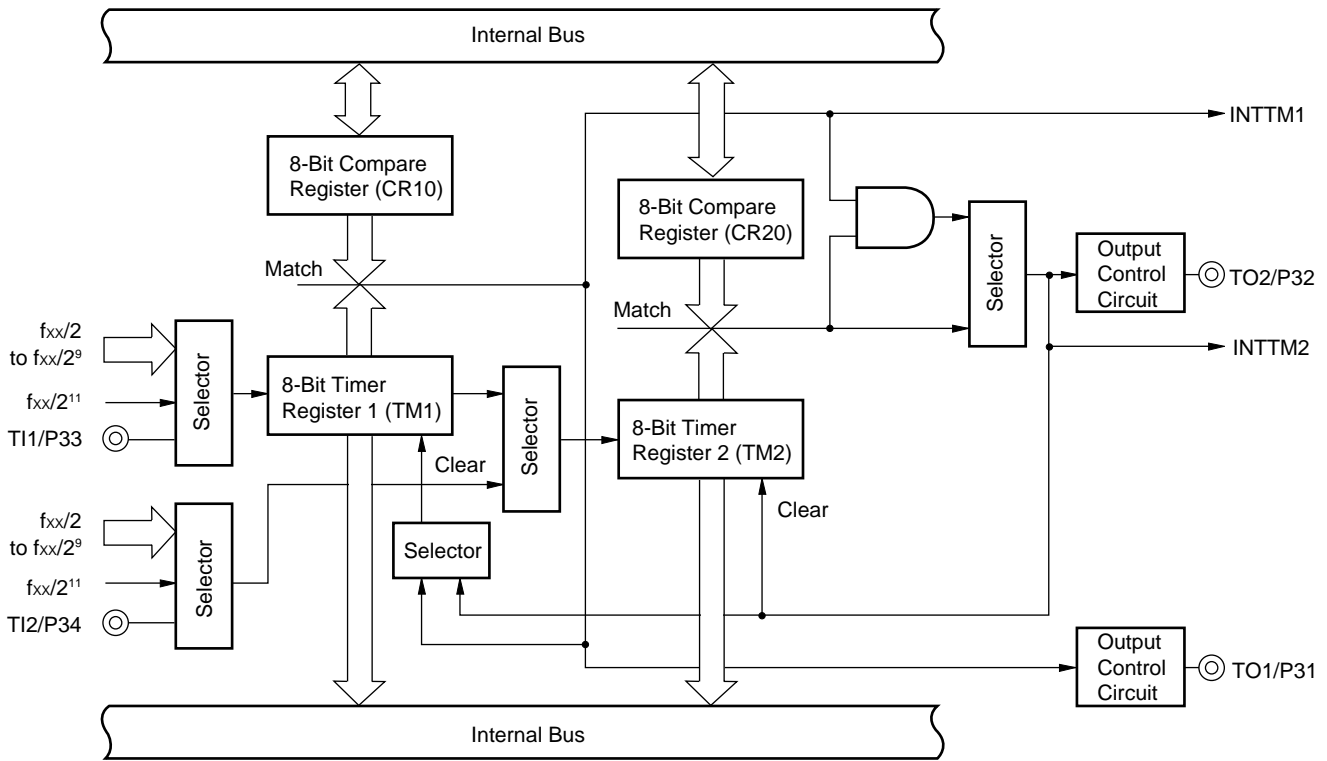 Internal Bus
INTTM1
8-Bit Compare
Register (CR10)
8-Bit Compare
Register (CR20)
Selector
Output
Control
Circuit
TO2/P32
Match
Match
INTTM2
fxx/2
to fxx/2⁹
fxx/2¹¹
TI1/P33
Selector
8-Bit Timer
Register 1 (TM1)
Selector
8-Bit Timer
Register 2 (TM2)
Clear
Clear
fxx/2
to fxx/2⁹
fxx/2¹¹
TI2/P34
Selector
Selector
Output
Control
Circuit
TO1/P31
Internal Bus